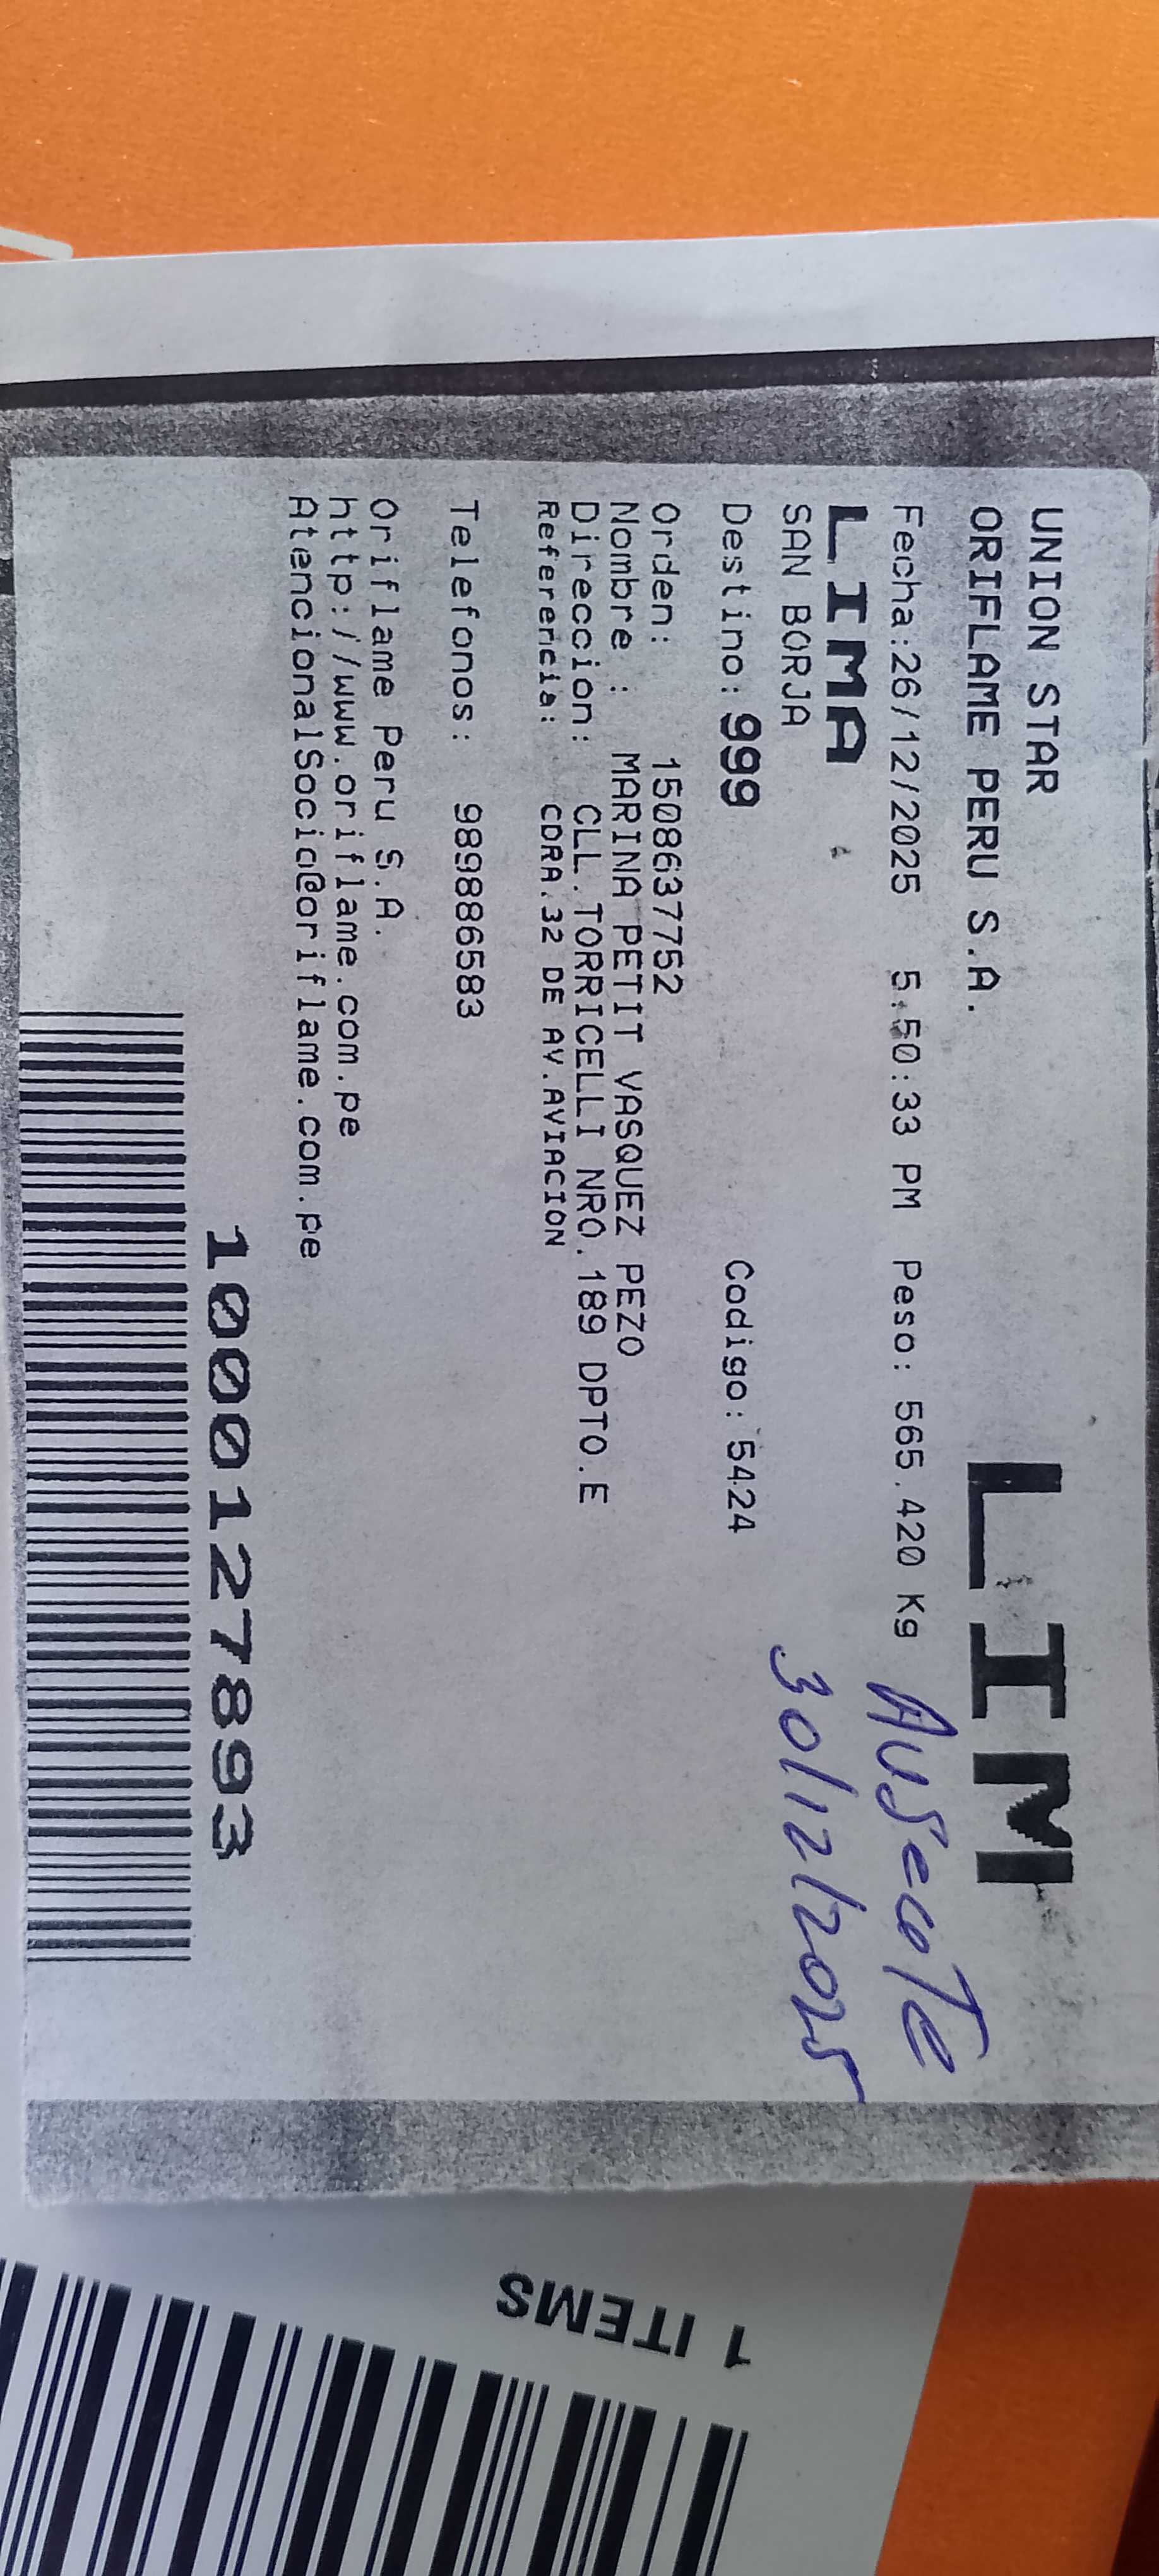 UNION STAR
ORIFLAME PERU S.A.
LIM
Fecha:26/12/2025 5:50:33 PM Peso: 565.420 Kg
Ausente
30/12/2025
LIMA
SAN BORJA
Destino: 999 Codigo: 5424
Orden: 1508637752
Nombre : MARINA PETIT VASQUEZ PEZO
Direccion: CLL.TORRICELLI NRO.189 DPTO.E
Referencia: CDRA.32 DE AV.AVIACION
Telefonos: 989886583
Oriflame Peru S.A.
http://www.oriflame.com.pe
AtencionalSocio@oriflame.com.pe
1000127893
1 ITEMS